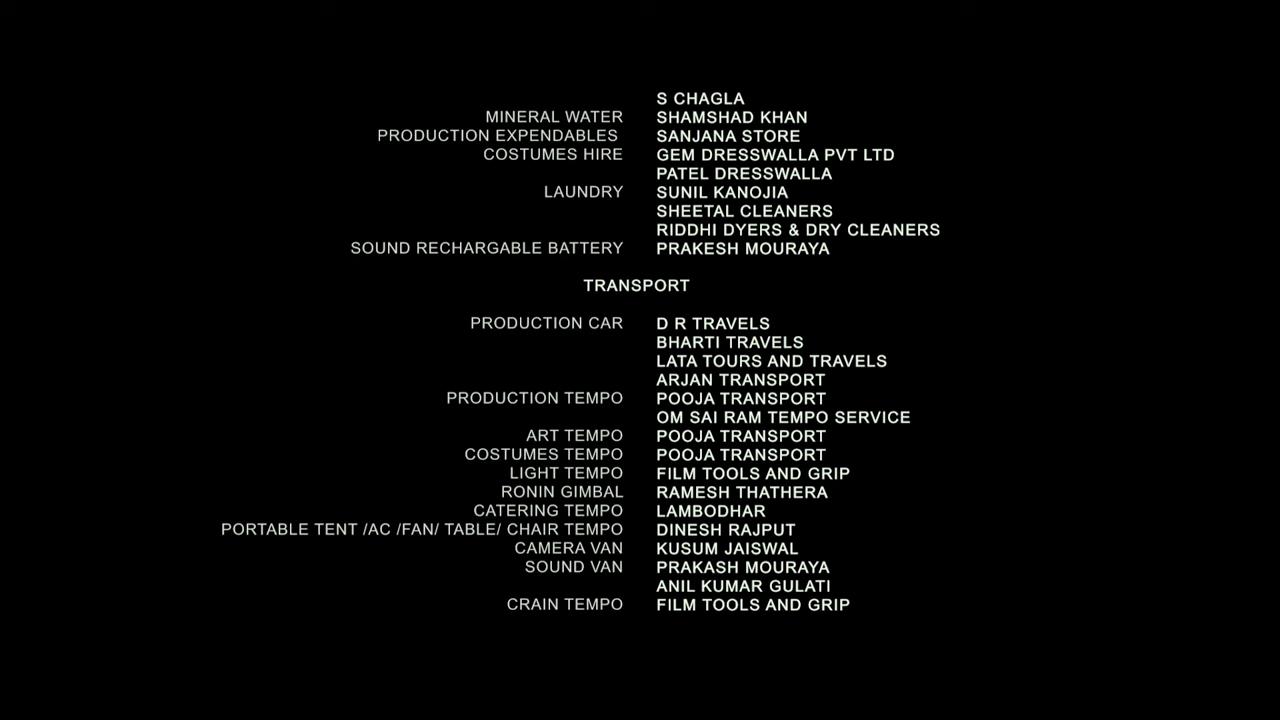 S CHAGLA
MINERAL WATER SHAMSHAD KHAN
PRODUCTION EXPENDABLES SANJANA STORE
COSTUMES HIRE GEM DRESSWALLA PVT LTD
PATEL DRESSWALLA
LAUNDRY SUNIL KANOJIA
SHEETAL CLEANERS
RIDDHI DYERS & DRY CLEANERS
SOUND RECHARGABLE BATTERY PRAKESH MOURAYA
TRANSPORT
PRODUCTION CAR D R TRAVELS
BHARTI TRAVELS
LATA TOURS AND TRAVELS
ARJAN TRANSPORT
PRODUCTION TEMPO POOJA TRANSPORT
OM SAI RAM TEMPO SERVICE
ART TEMPO POOJA TRANSPORT
COSTUMES TEMPO POOJA TRANSPORT
LIGHT TEMPO FILM TOOLS AND GRIP
RONIN GIMBAL RAMESH THATHERA
CATERING TEMPO LAMBODHAR
PORTABLE TENT /AC /FAN/ TABLE/ CHAIR TEMPO DINESH RAJPUT
CAMERA VAN KUSUM JAISWAL
SOUND VAN PRAKASH MOURAYA
ANIL KUMAR GULATI
CRAIN TEMPO FILM TOOLS AND GRIP